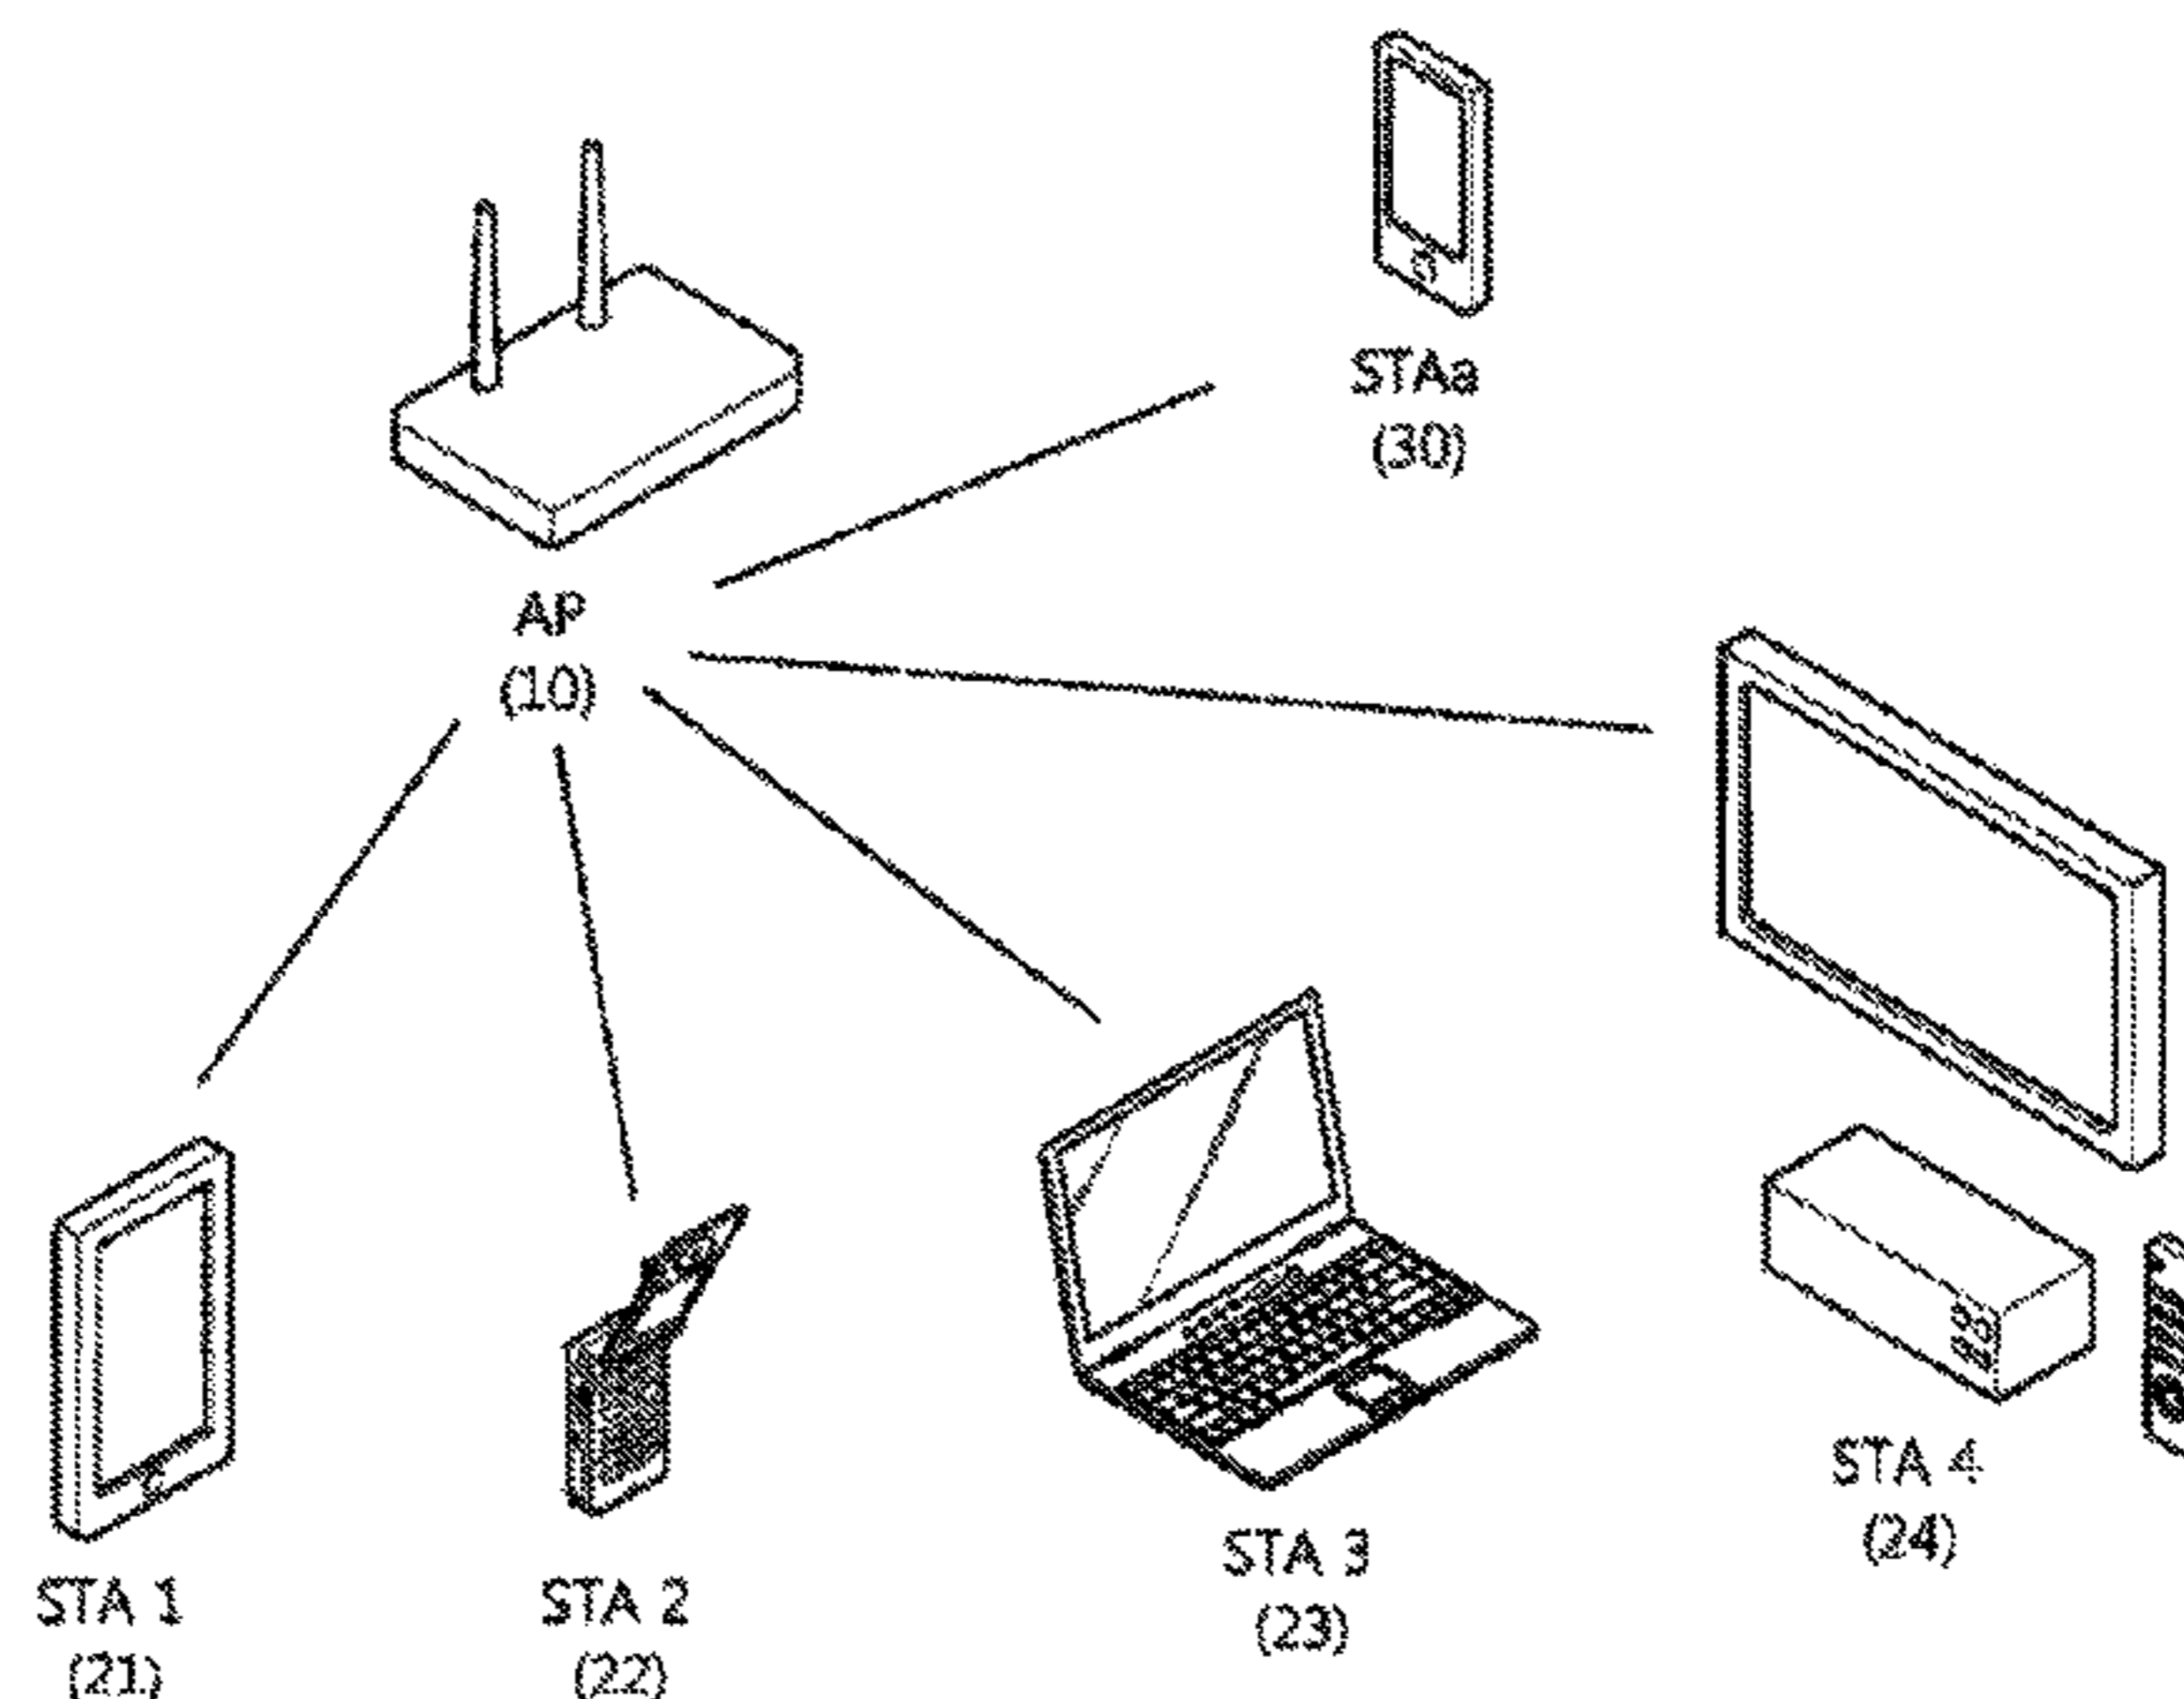 STAa
(30)
AP
(10)
STA 4
(24)
STA 3
(23)
STA 1
(21)
STA 2
(22)